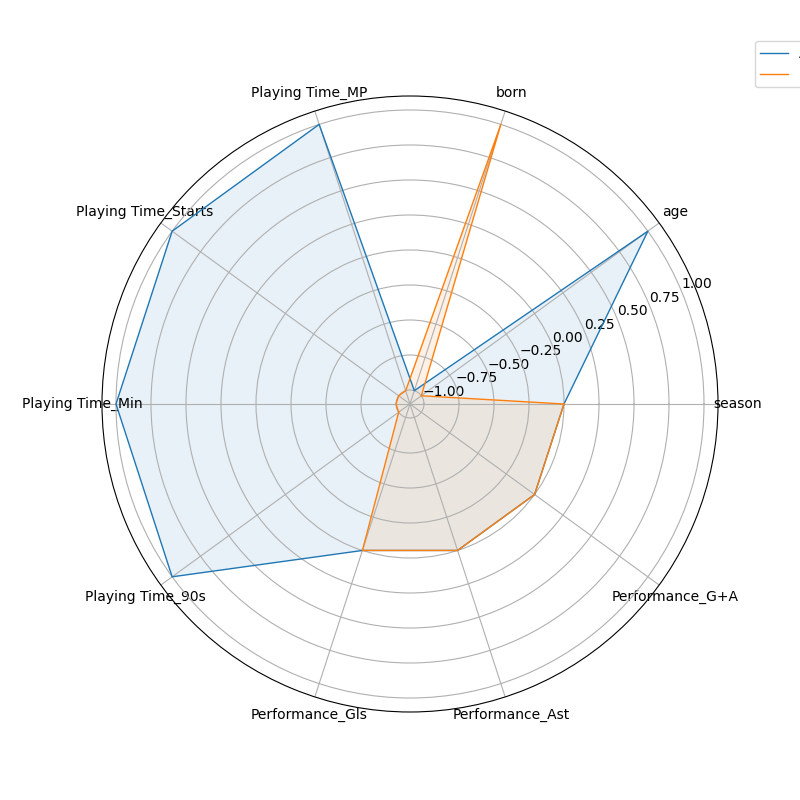 Playing Time_MP
born
Playing Time_Starts
age
1.00
0.75
0.50
0.25
0.00
−0.25
−0.50
−0.75
−1.00
Playing Time_Min
season
Playing Time_90s
Performance_G+A
Performance_Gls
Performance_Ast